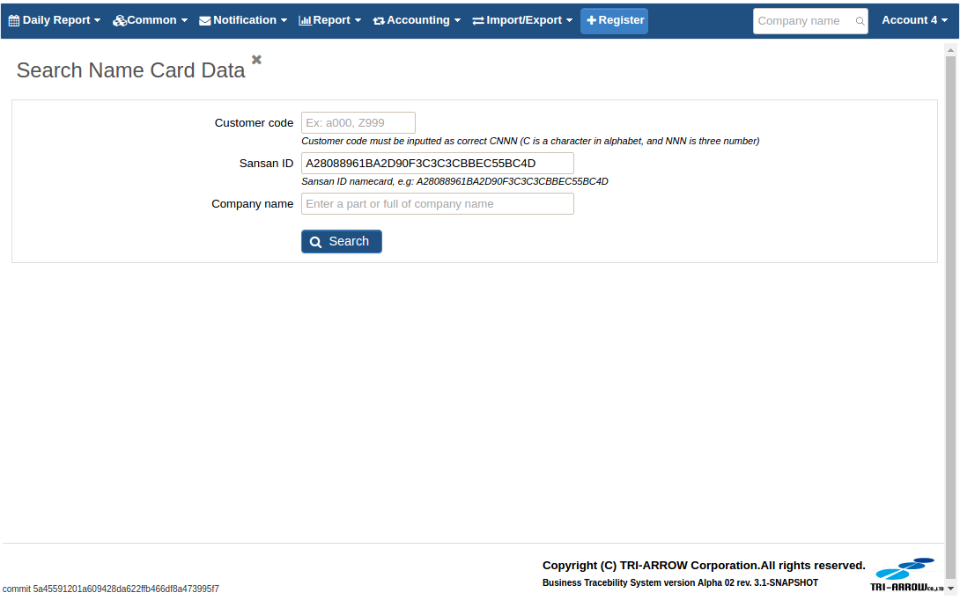 Daily Report Common Notification Report Accounting Import/Export Register Company name Account 4
Search Name Card Data
Customer code Ex: a000, Z999
Customer code must be inputted as correct CNNN (C is a character in alphabet, and NNN is three number)
Sansan ID A28088961BA2D90F3C3C3CBBEC55BC4D
Sansan ID namecard, e.g: A28088961BA2D90F3C3C3CBBEC55BC4D
Company name Enter a part or full of company name
Search
Copyright (C) TRI-ARROW Corporation.All rights reserved.
Business Tracebility System version Alpha 02 rev. 3.1-SNAPSHOT
TRI-ARROW
commit 5a45591201a609428da622ffb466df8a473995f7